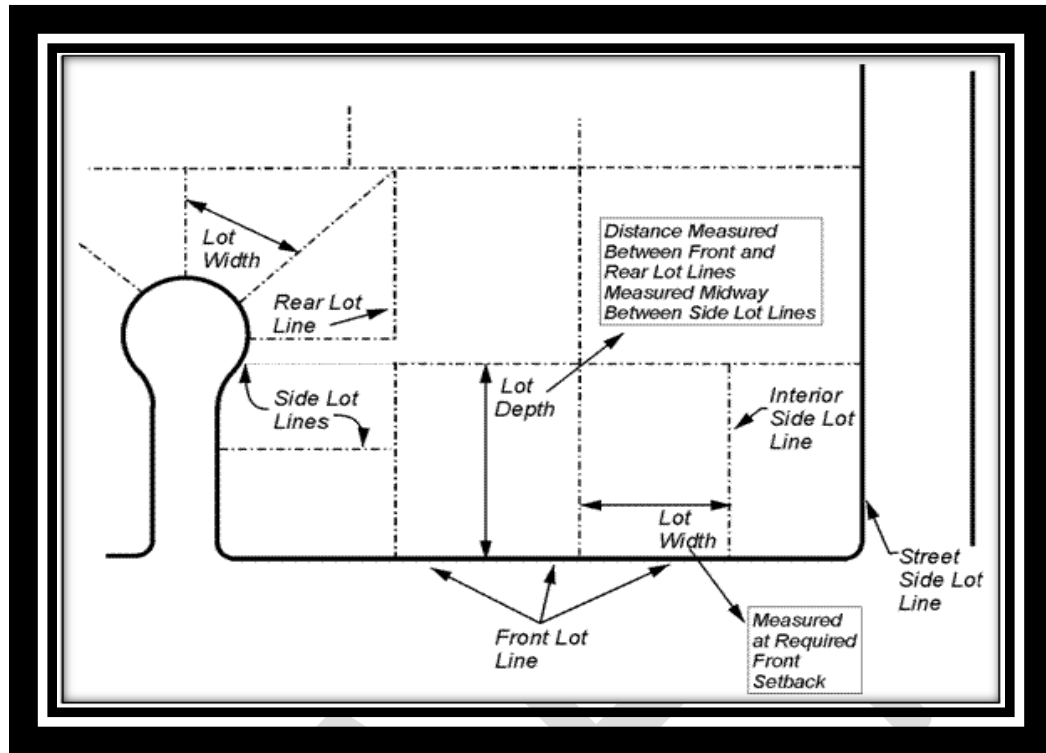 Lot
Width
Distance Measured
Between Front and
Rear Lot Lines
Measured Midway
Between Side Lot Lines
Rear Lot
Line
Side Lot
Lines
Lot
Depth
Interior
Side Lot
Line
Lot
Width
Street
Side Lot
Line
Front Lot
Line
Measured
at Required
Front
Setback